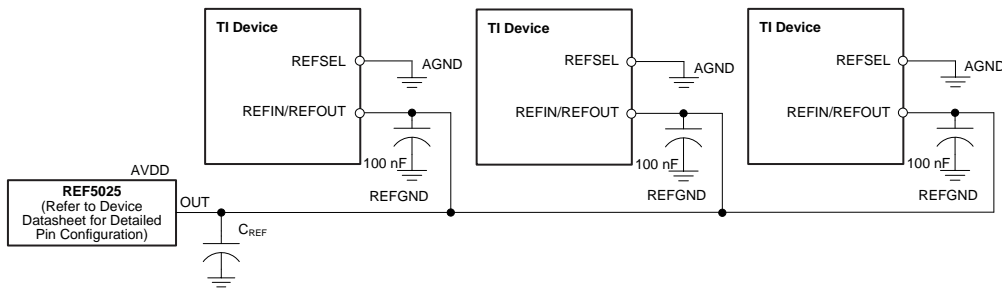 TI Device
REFSEL
AGND
REFIN/REFOUT
100 nF
REFGND
TI Device
REFSEL
AGND
REFIN/REFOUT
100 nF
REFGND
TI Device
REFSEL
AGND
REFIN/REFOUT
100 nF
REFGND
AVDD
REF5025
(Refer to Device
Datasheet for Detailed
Pin Configuration)
OUT
CREF